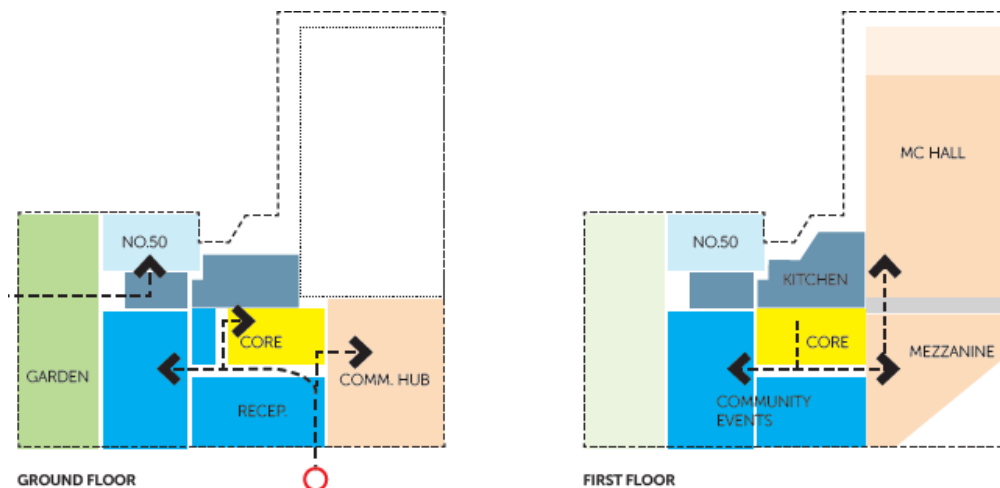 NO.50
CORE
GARDEN
COMM. HUB
RECEP.
GROUND FLOOR
MC HALL
NO.50
KITCHEN
CORE
MEZZANINE
COMMUNITY
EVENTS
FIRST FLOOR